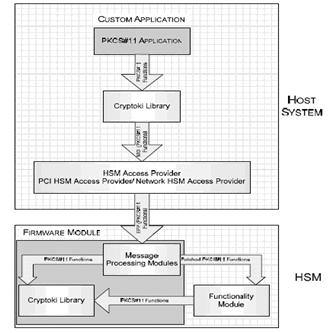 CUSTOM APPLICATION
PKCS#11 APPLICATION
PKCS#11
Functions
Cryptoki Library
(PKCS#11
Functions)
HOST
SYSTEM
HSM Access Provider
PCI HSM Access Provider/ Network HSM Access Provider
(PKCS#11
Functions)
FIRMWARE MODULE
Message
Processing Modules
PKCS#11 Functions
PKCS#11 Functions
HSM
Cryptoki Library
PKCS#11 Functions
Functionality
Module